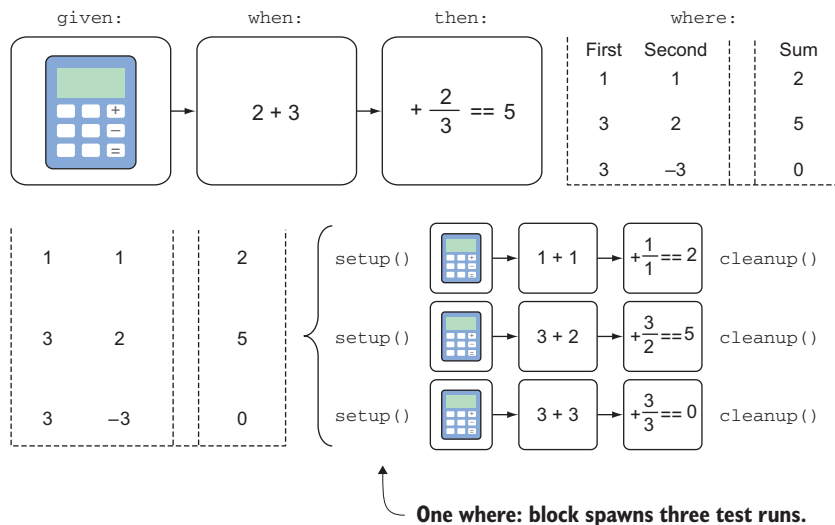 given: when: then: where:
First Second Sum
1 1 2
3 2 5
3 –3 0
+
–
=
2 + 3
+ 2/3 == 5
1 1 2
3 2 5
3 –3 0
setup() 1 + 1 + 1/1 == 2 cleanup()
setup() 3 + 2 + 3/2 == 5 cleanup()
setup() 3 + 3 + 3/3 == 0 cleanup()
One where: block spawns three test runs.